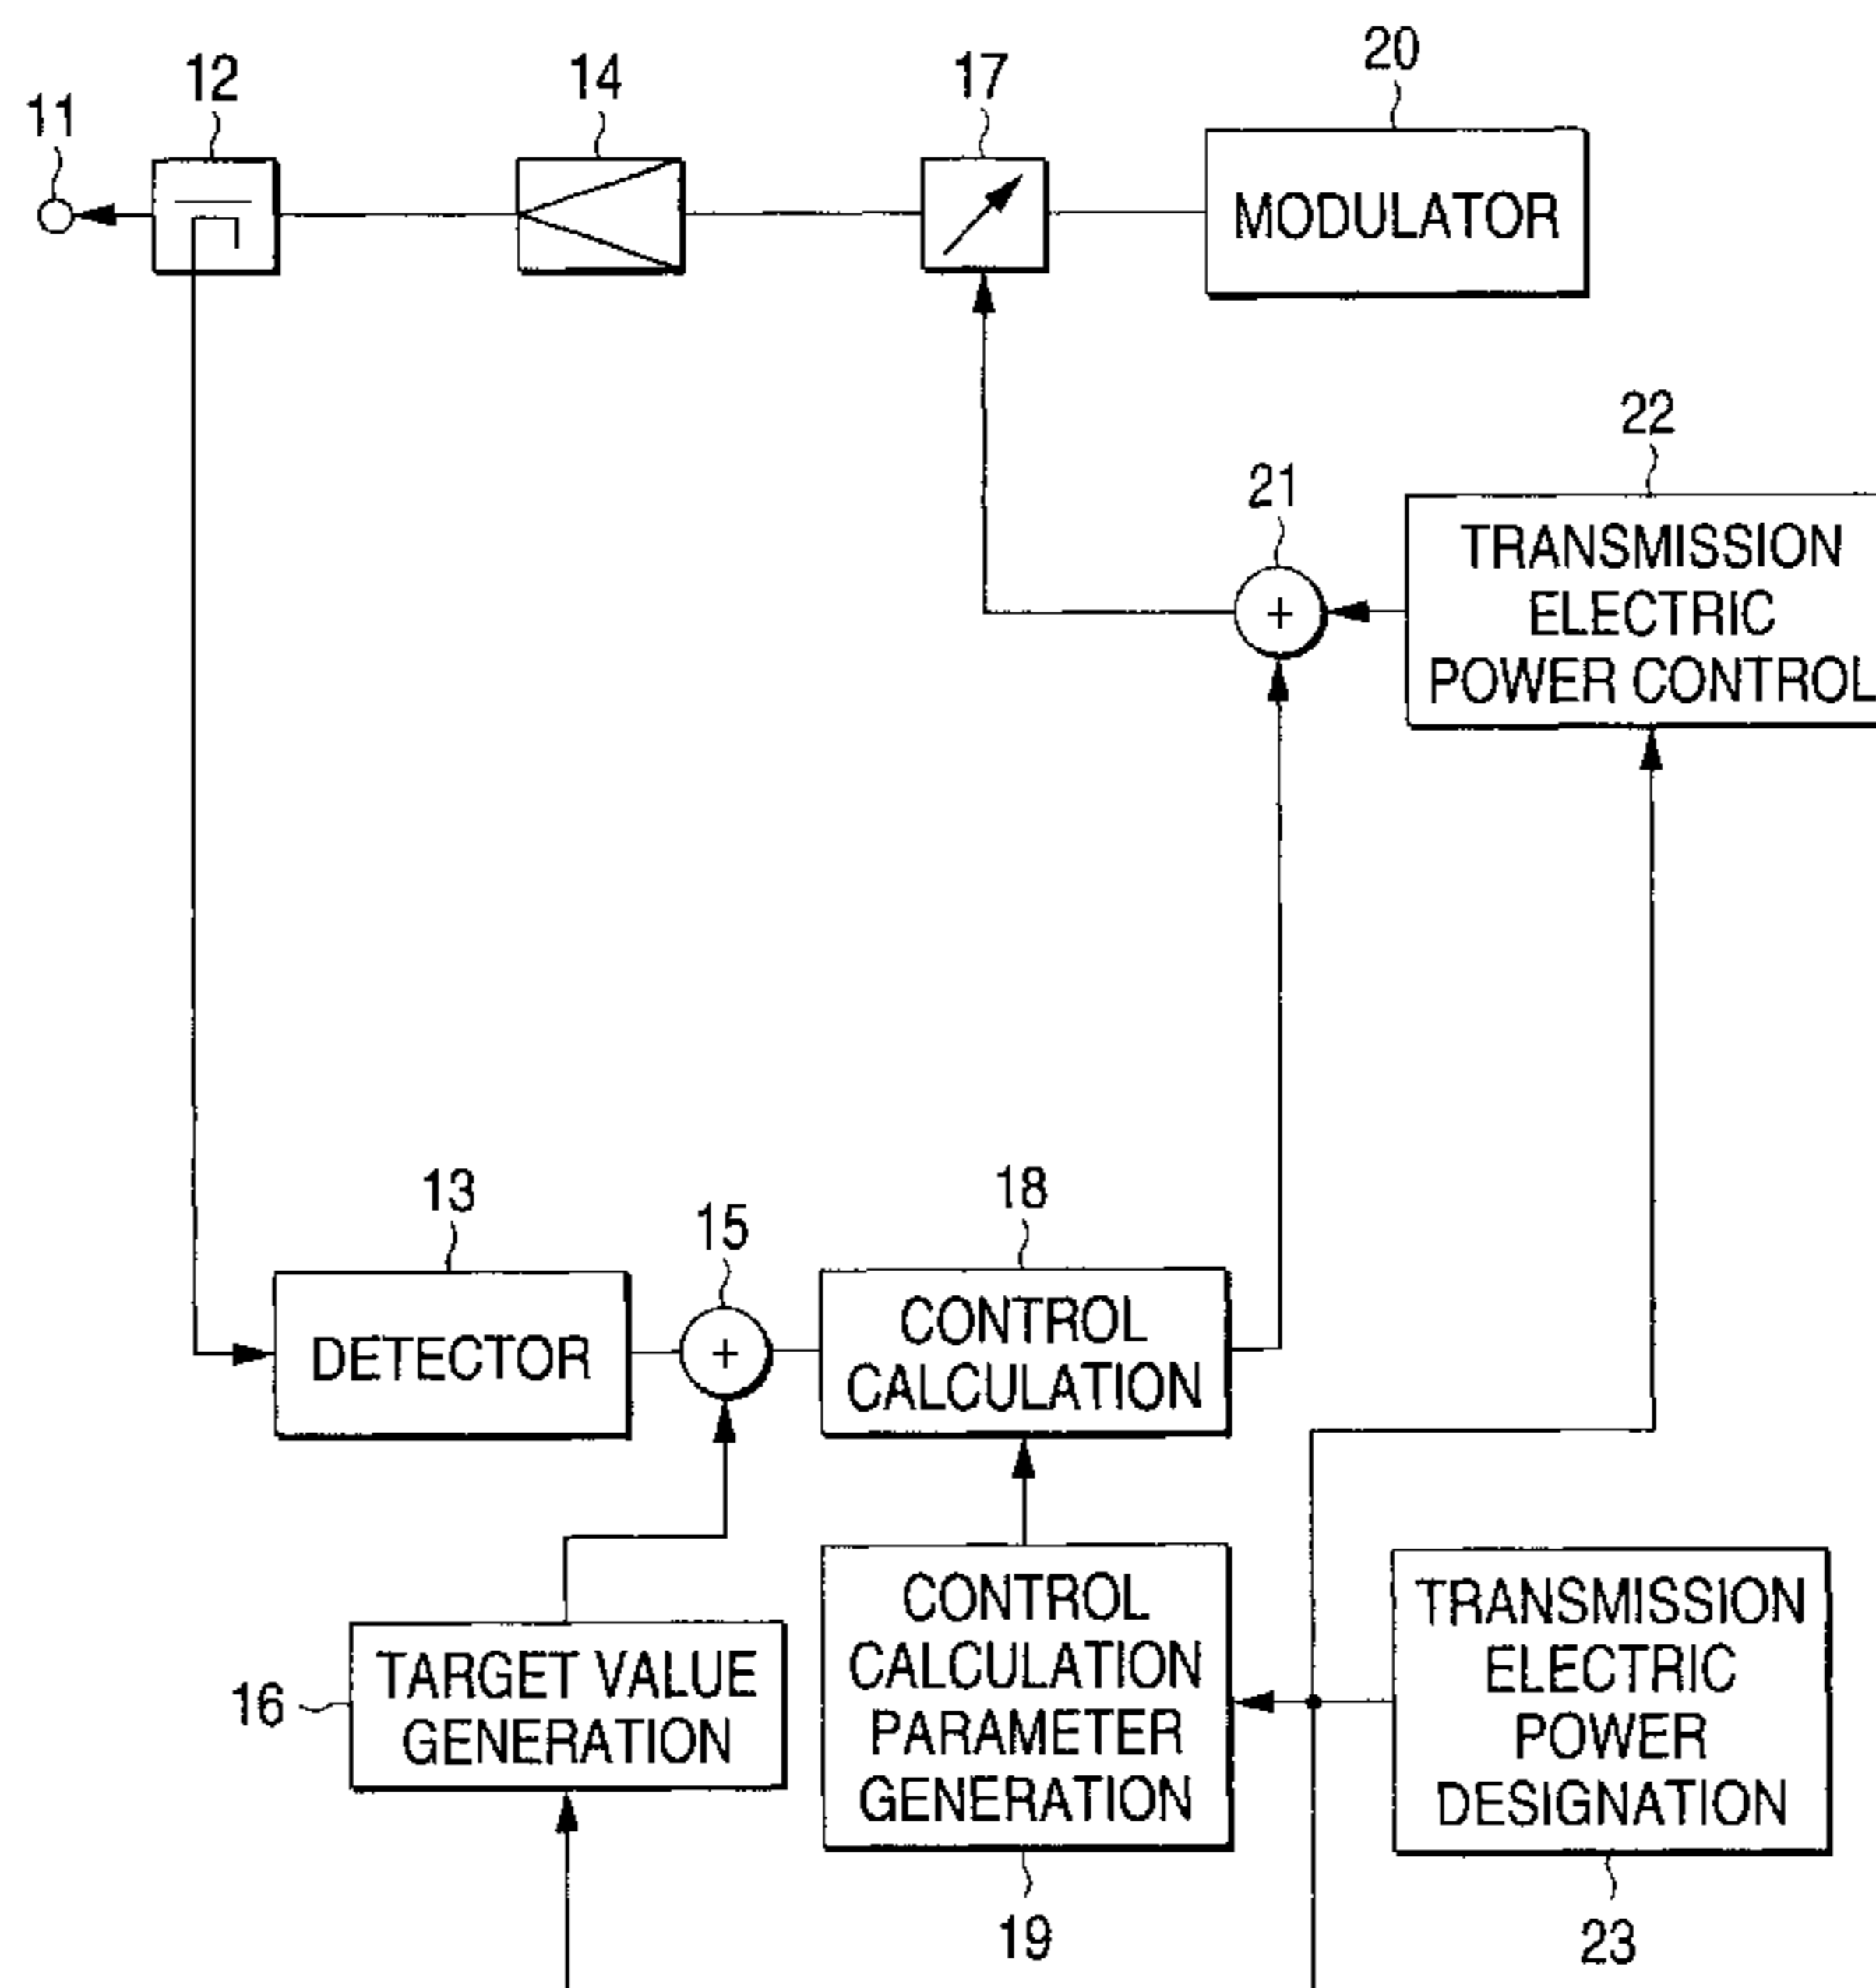 11
12
14
17
20
MODULATOR
21
+
22
TRANSMISSION
ELECTRIC
POWER CONTROL
13
DETECTOR
15
+
18
CONTROL
CALCULATION
16
TARGET VALUE
GENERATION
CONTROL
CALCULATION
PARAMETER
GENERATION
19
TRANSMISSION
ELECTRIC
POWER
DESIGNATION
23